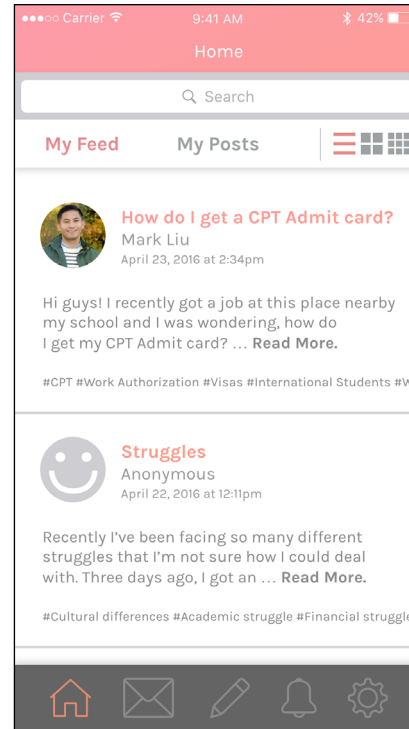 Carrier 9:41 AM 42%
Home
Search
My Feed My Posts
How do I get a CPT Admit card?
Mark Liu
April 23, 2016 at 2:34pm
Hi guys! I recently got a job at this place nearby
my school and I was wondering, how do
I get my CPT Admit card? ... Read More.
#CPT #Work Authorization #Visas #International Students #W
Struggles
Anonymous
April 22, 2016 at 12:11pm
Recently I've been facing so many different
struggles that I'm not sure how I could deal
with. Three days ago, I got an ... Read More.
#Cultural differences #Academic struggle #Financial struggle